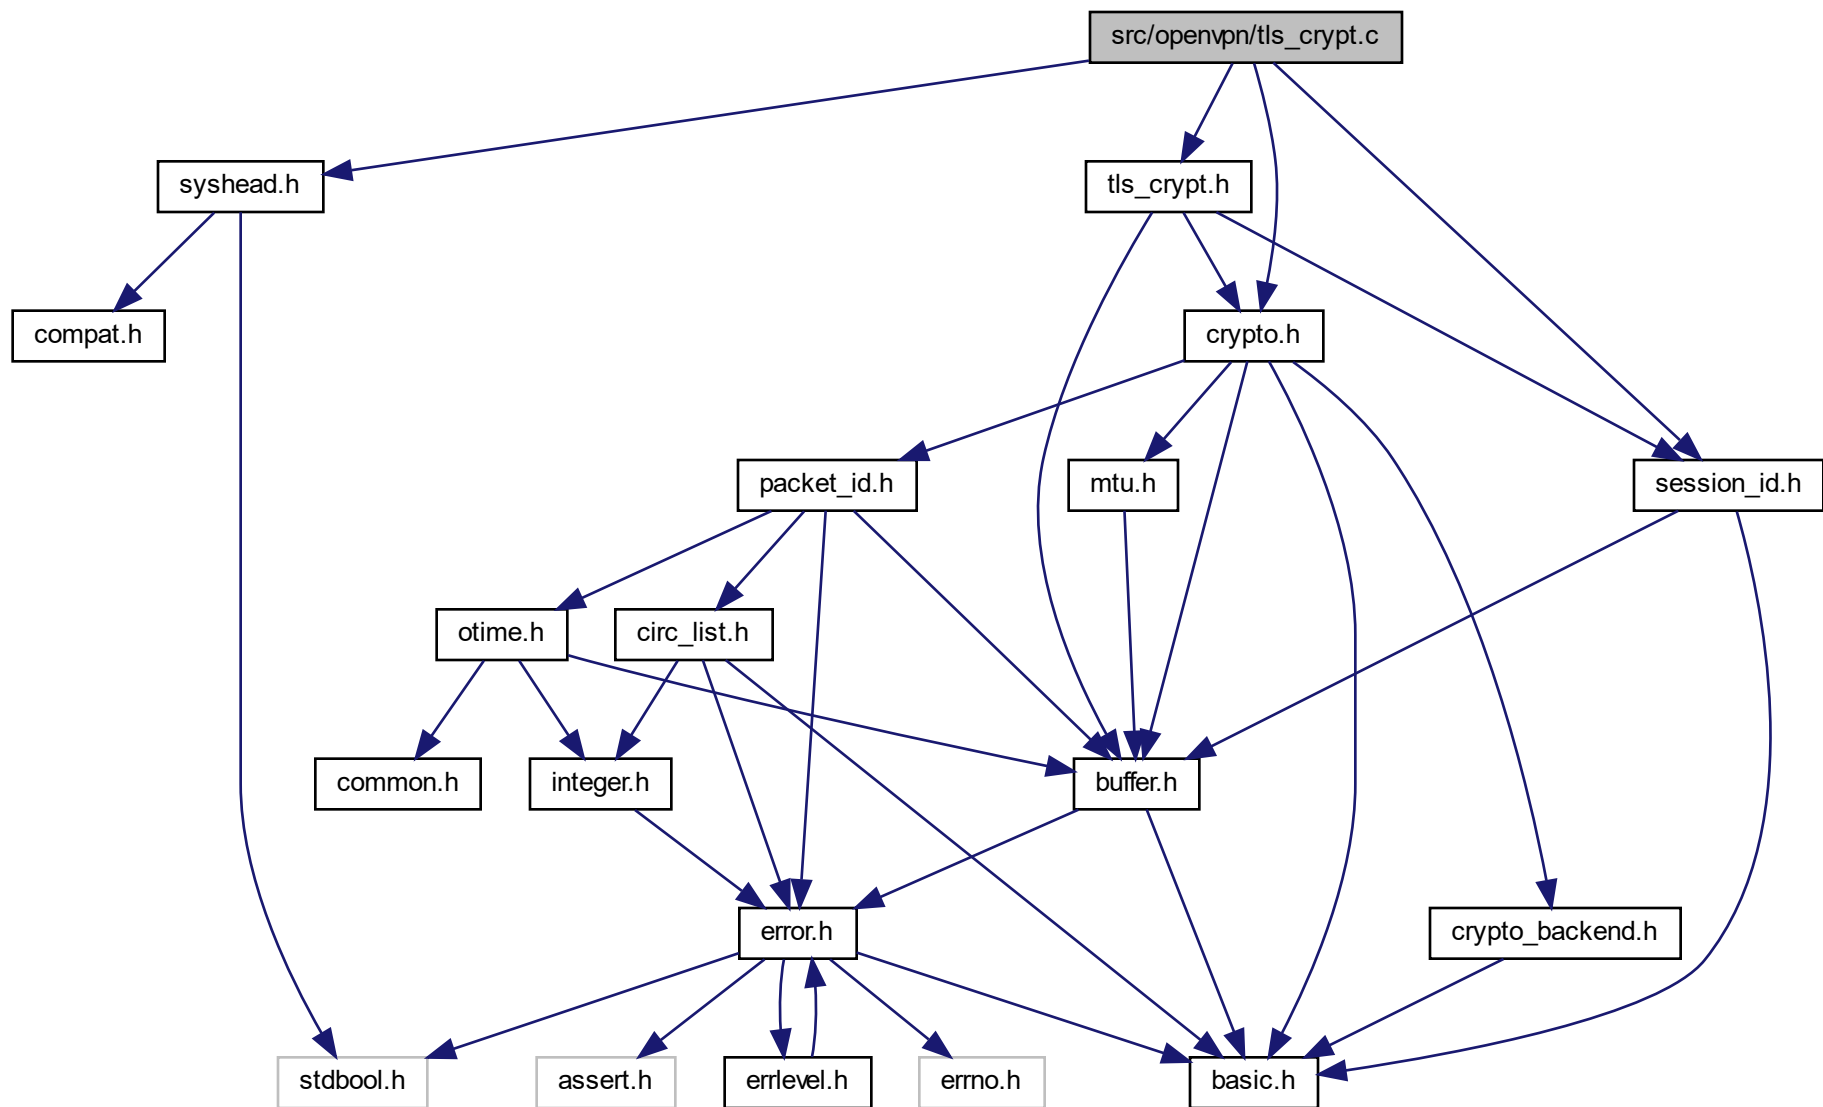 src/openvpn/tls_crypt.c
syshead.h
tls_crypt.h
compat.h
crypto.h
packet_id.h
mtu.h
session_id.h
otime.h
circ_list.h
common.h
integer.h
buffer.h
error.h
crypto_backend.h
stdbool.h
assert.h
errlevel.h
errno.h
basic.h